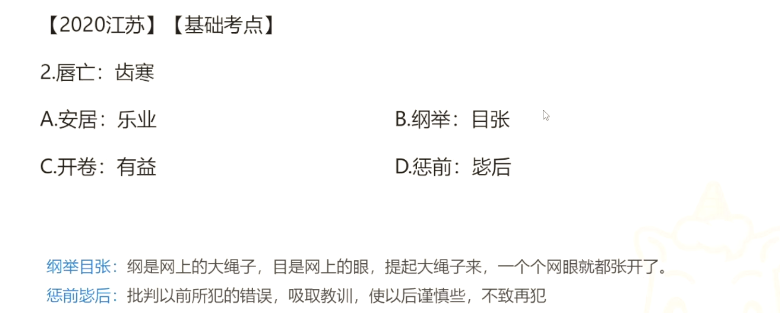 【2020江苏】【基础考点】
2.唇亡：齿寒
A.安居：乐业
B.纲举：目张
C.开卷：有益
D.惩前：毖后
纲举目张：纲是网上的大绳子，目是网上的眼，提起大绳子来，一个个网眼就都张开了。
惩前毖后：批判以前所犯的错误，吸取教训，使以后谨慎些，不致再犯